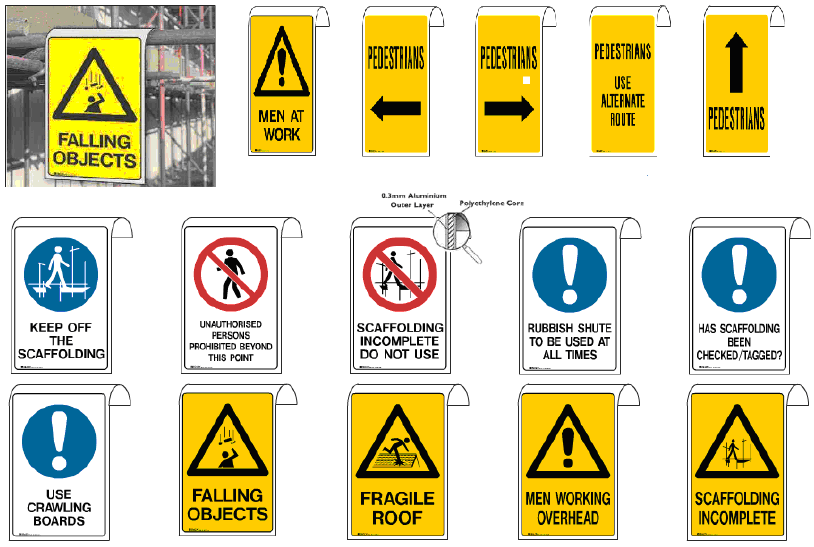 FALLING
OBJECTS
MEN AT
WORK
PEDESTRIANS
PEDESTRIANS
PEDESTRIANS
USE
ALTERNATE
ROUTE
PEDESTRIANS
0.3mm Aluminium
Outer Layer
Polyethylene Core
KEEP OFF
THE
SCAFFOLDING
UNAUTHORISED
PERSONS
PROHIBITED BEYOND
THIS POINT
SCAFFOLDING
INCOMPLETE
DO NOT USE
RUBBISH SHUTE
TO BE USED AT
ALL TIMES
HAS SCAFFOLDING
BEEN
CHECKED/TAGGED?
USE
CRAWLING
BOARDS
FALLING
OBJECTS
FRAGILE
ROOF
MEN WORKING
OVERHEAD
SCAFFOLDING
INCOMPLETE